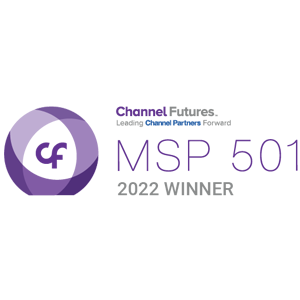 Channel Futures.
Leading Channel Partners Forward
cf
MSP 501
2022 WINNER